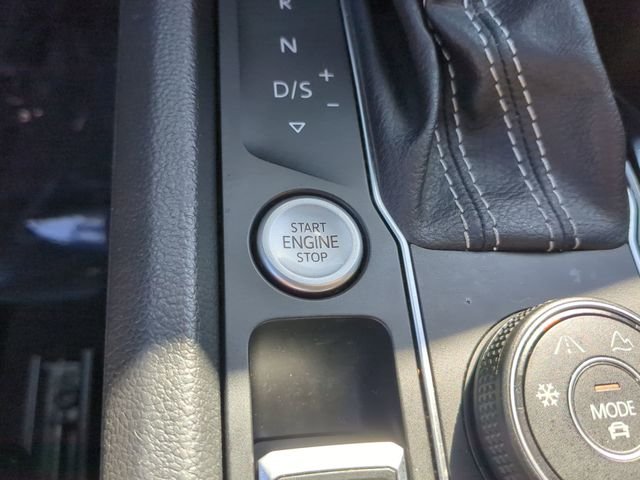 R
N
D/S
+
−
START
ENGINE
STOP
MODE